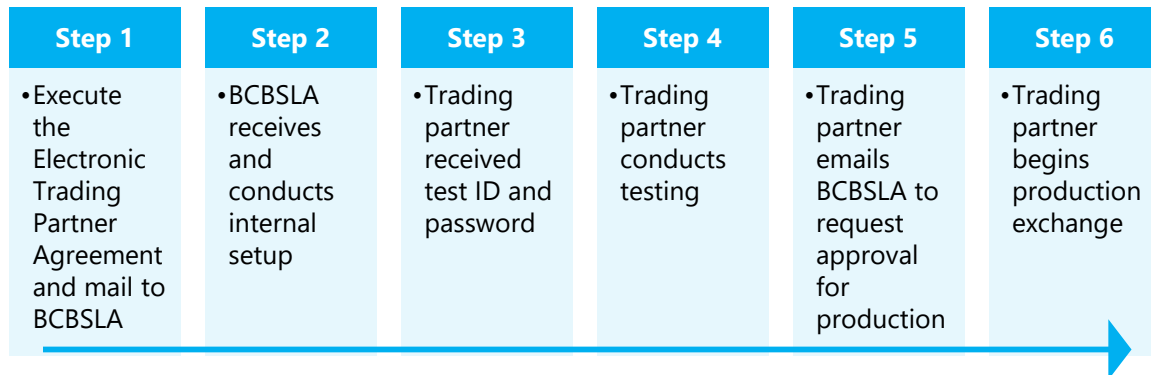 Step 1
•Execute
the
Electronic
Trading
Partner
Agreement
and mail to
BCBSLA
Step 2
•BCBSLA
receives
and
conducts
internal
setup
Step 3
•Trading
partner
received
test ID and
password
Step 4
•Trading
partner
conducts
testing
Step 5
•Trading
partner
emails
BCBSLA to
request
approval
for
production
Step 6
•Trading
partner
begins
production
exchange